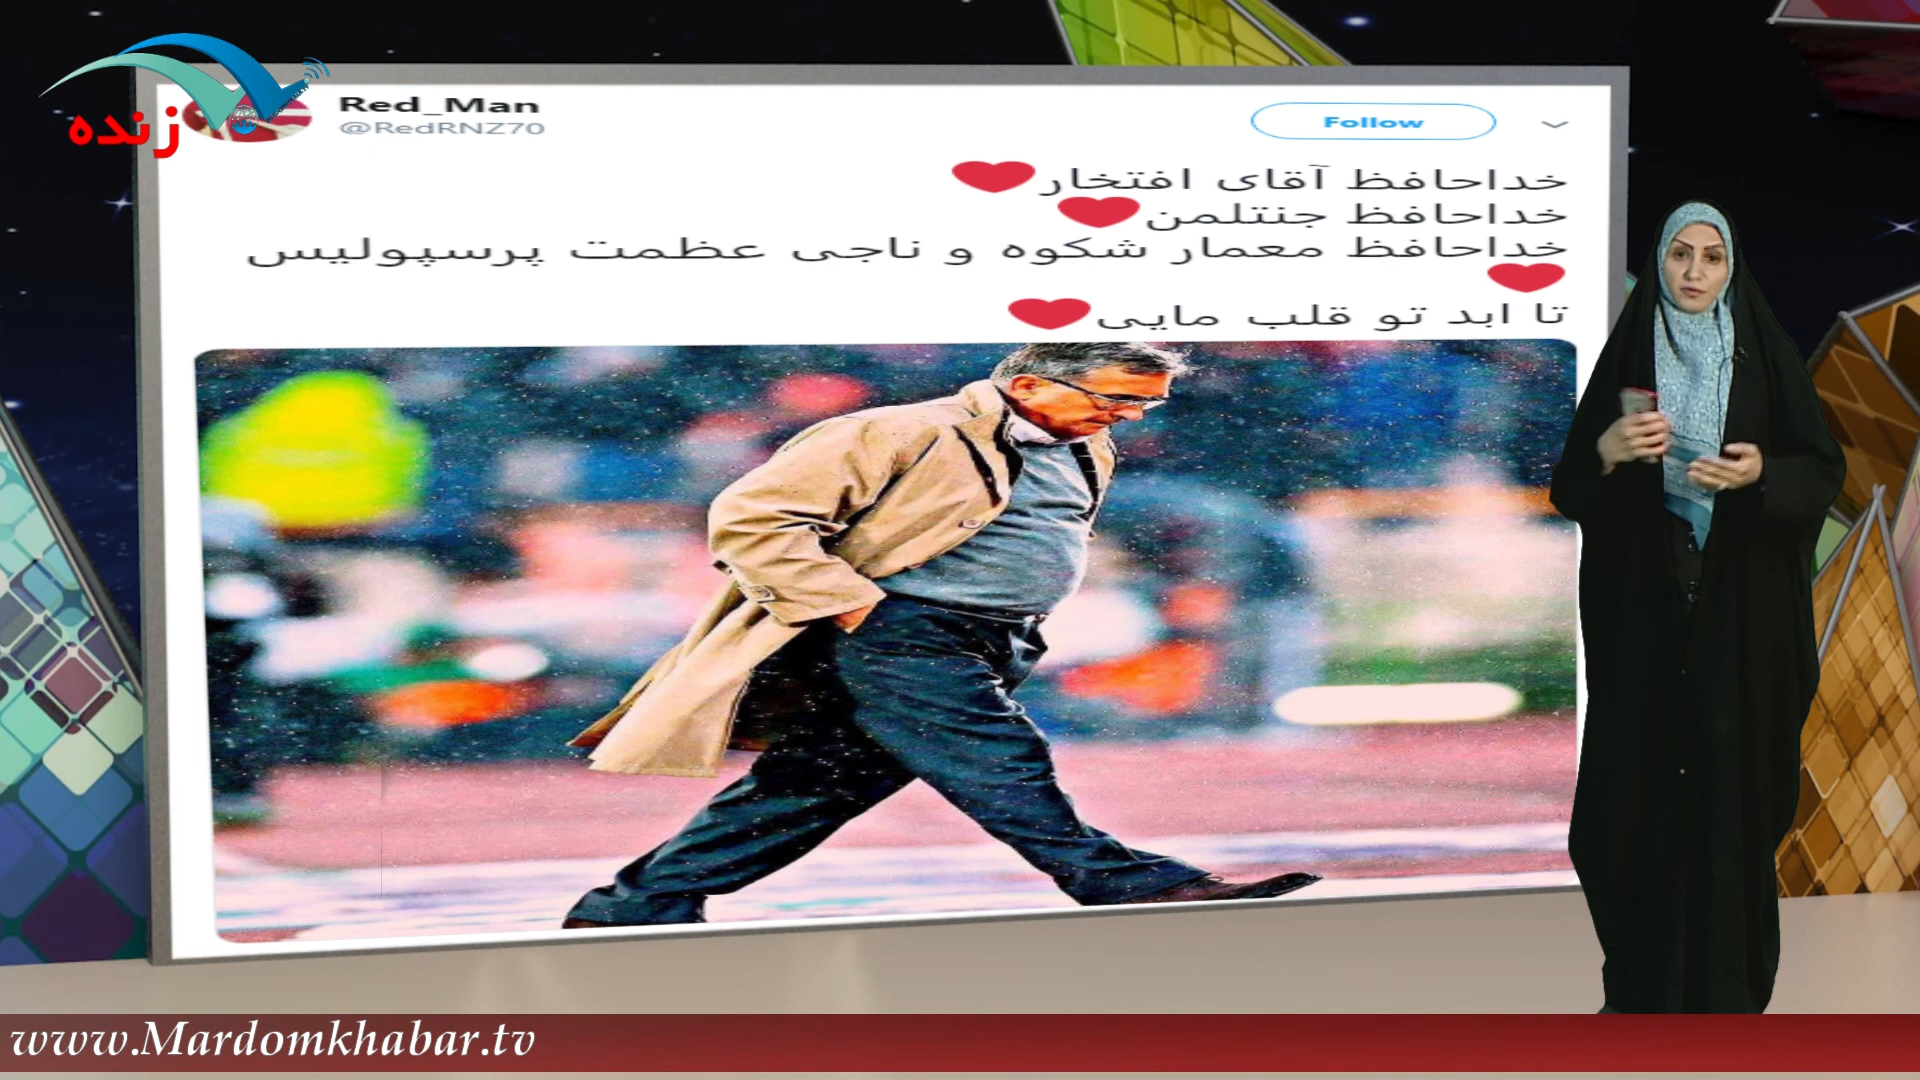 زنده
Red_Man
@RedRNZ70
Follow
خداحافظ آقای افتخار❤
خداحافظ جنتلمن❤
خداحافظ معمار شکوه و ناجی عظمت پرسپولیس
❤
تا ابد تو قلب مایی❤
www.Mardomkhabar.tv